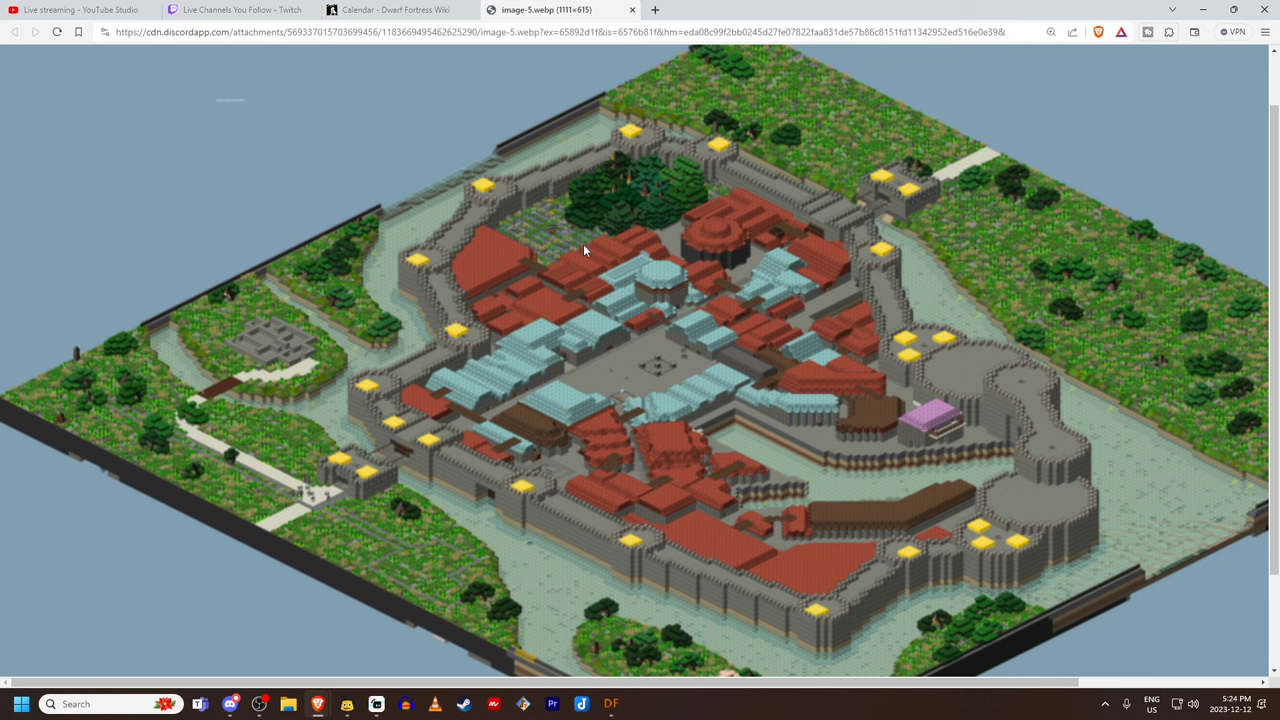 Live streaming - YouTube Studio
Live Channels You Follow - Twitch
Calendar - Dwarf Fortress Wiki
image-5.webp (1111×615)
https://cdn.discordapp.com/attachments/569337015703699456/11835669495462625290/image-5.webp?ex=65892d1f&is=6576b81f&hm=eda08c99f2bb0245d27fe07822faa831de57b86c8151fd11342952ed516e0e39&
VPN
Search
Pr
DF
ENG
US
5:24 PM
2023-12-12